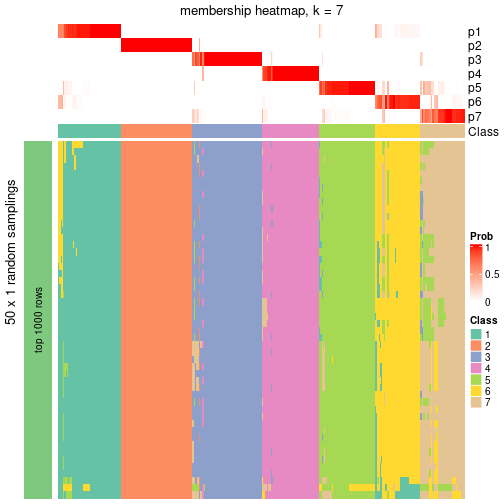 membership heatmap, k = 7
p1
p2
p3
p4
p5
p6
p7
Class
50 x 1 random samplings
top 1000 rows
Prob
1
0.5
0
Class
1
2
3
4
5
6
7